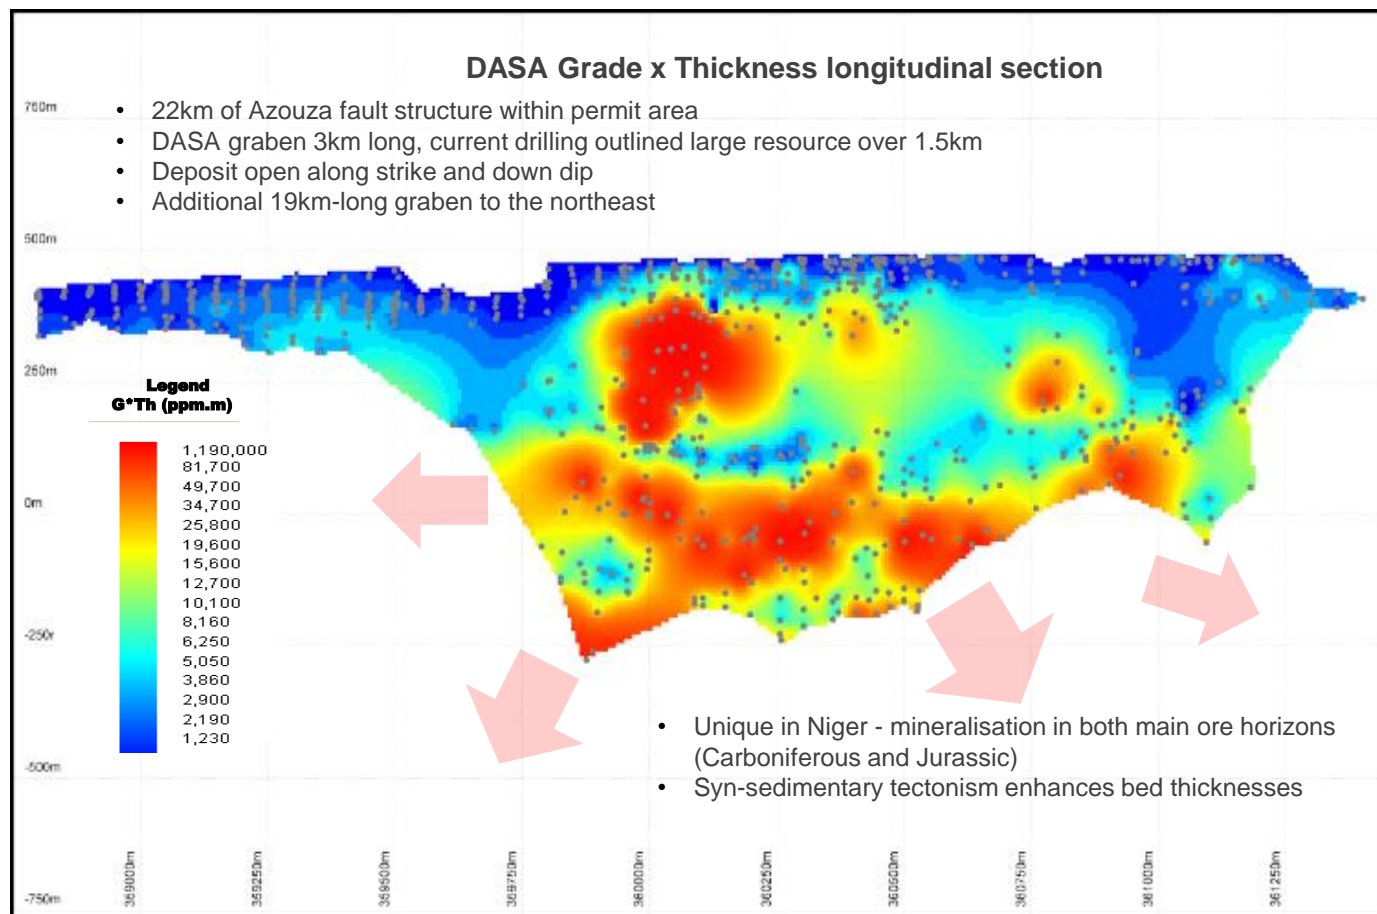 DASA Grade x Thickness longitudinal section
750m
• 22km of Azouza fault structure within permit area
• DASA graben 3km long, current drilling outlined large resource over 1.5km
• Deposit open along strike and down dip
• Additional 19km-long graben to the northeast
500m
250m
Legend
G*Th (ppm.m)
1,190,000
81,700
49,700
34,700
25,800
19,600
15,600
12,700
10,100
8,160
6,250
5,050
3,860
2,900
2,190
1,230
0m
-250r
• Unique in Niger - mineralisation in both main ore horizons
(Carboniferous and Jurassic)
• Syn-sedimentary tectonism enhances bed thicknesses
-500m
-750m
359000m
359250m
359500m
359750m
360000m
360250m
360500m
360750m
361000m
361250m